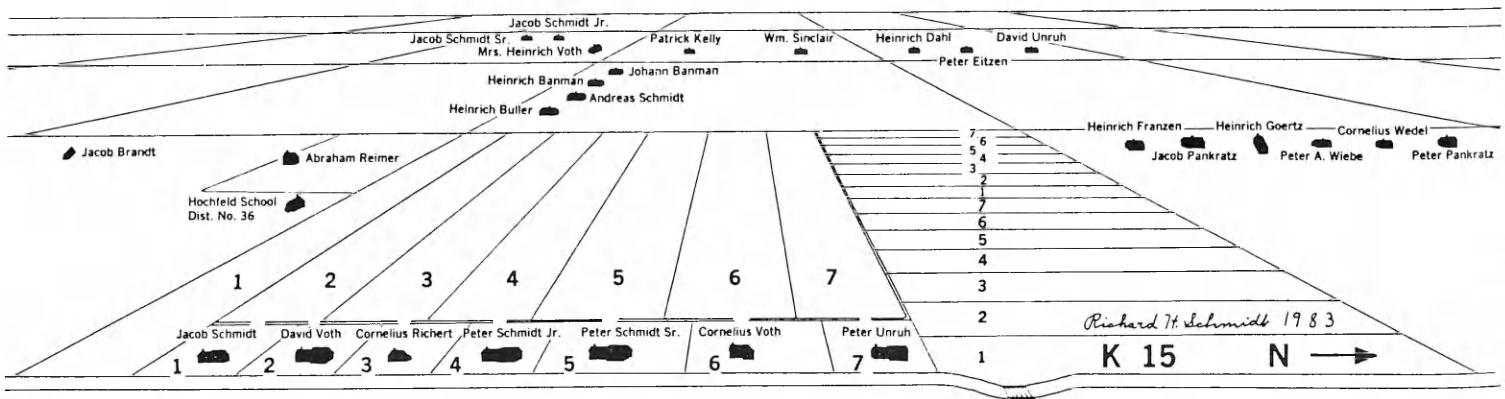 Jacob Schmidt Jr.
Jacob Schmidt Sr.
Mrs. Heinrich Voth
Patrick Kelly
Wm. Sinclair
Heinrich Dahl
David Unruh
Peter Eitzen
Johann Banman
Heinrich Banman
Andreas Schmidt
Heinrich Buller
Jacob Brandt
Abraham Reimer
Hochfeld School
Dist. No. 36
Heinrich Franzen
Heinrich Goertz
Cornelius Wedel
Jacob Pankratz
Peter A. Wiebe
Peter Pankratz
7
6
5
4
3
2
1
7
6
5
4
3
2
1
1
2
3
4
5
6
7
Jacob Schmidt
David Voth
Cornelius Richert
Peter Schmidt Jr.
Peter Schmidt Sr.
Cornelius Voth
Peter Unruh
1
2
3
4
5
6
7
Richard H. Schmidt 1983
K 15 N